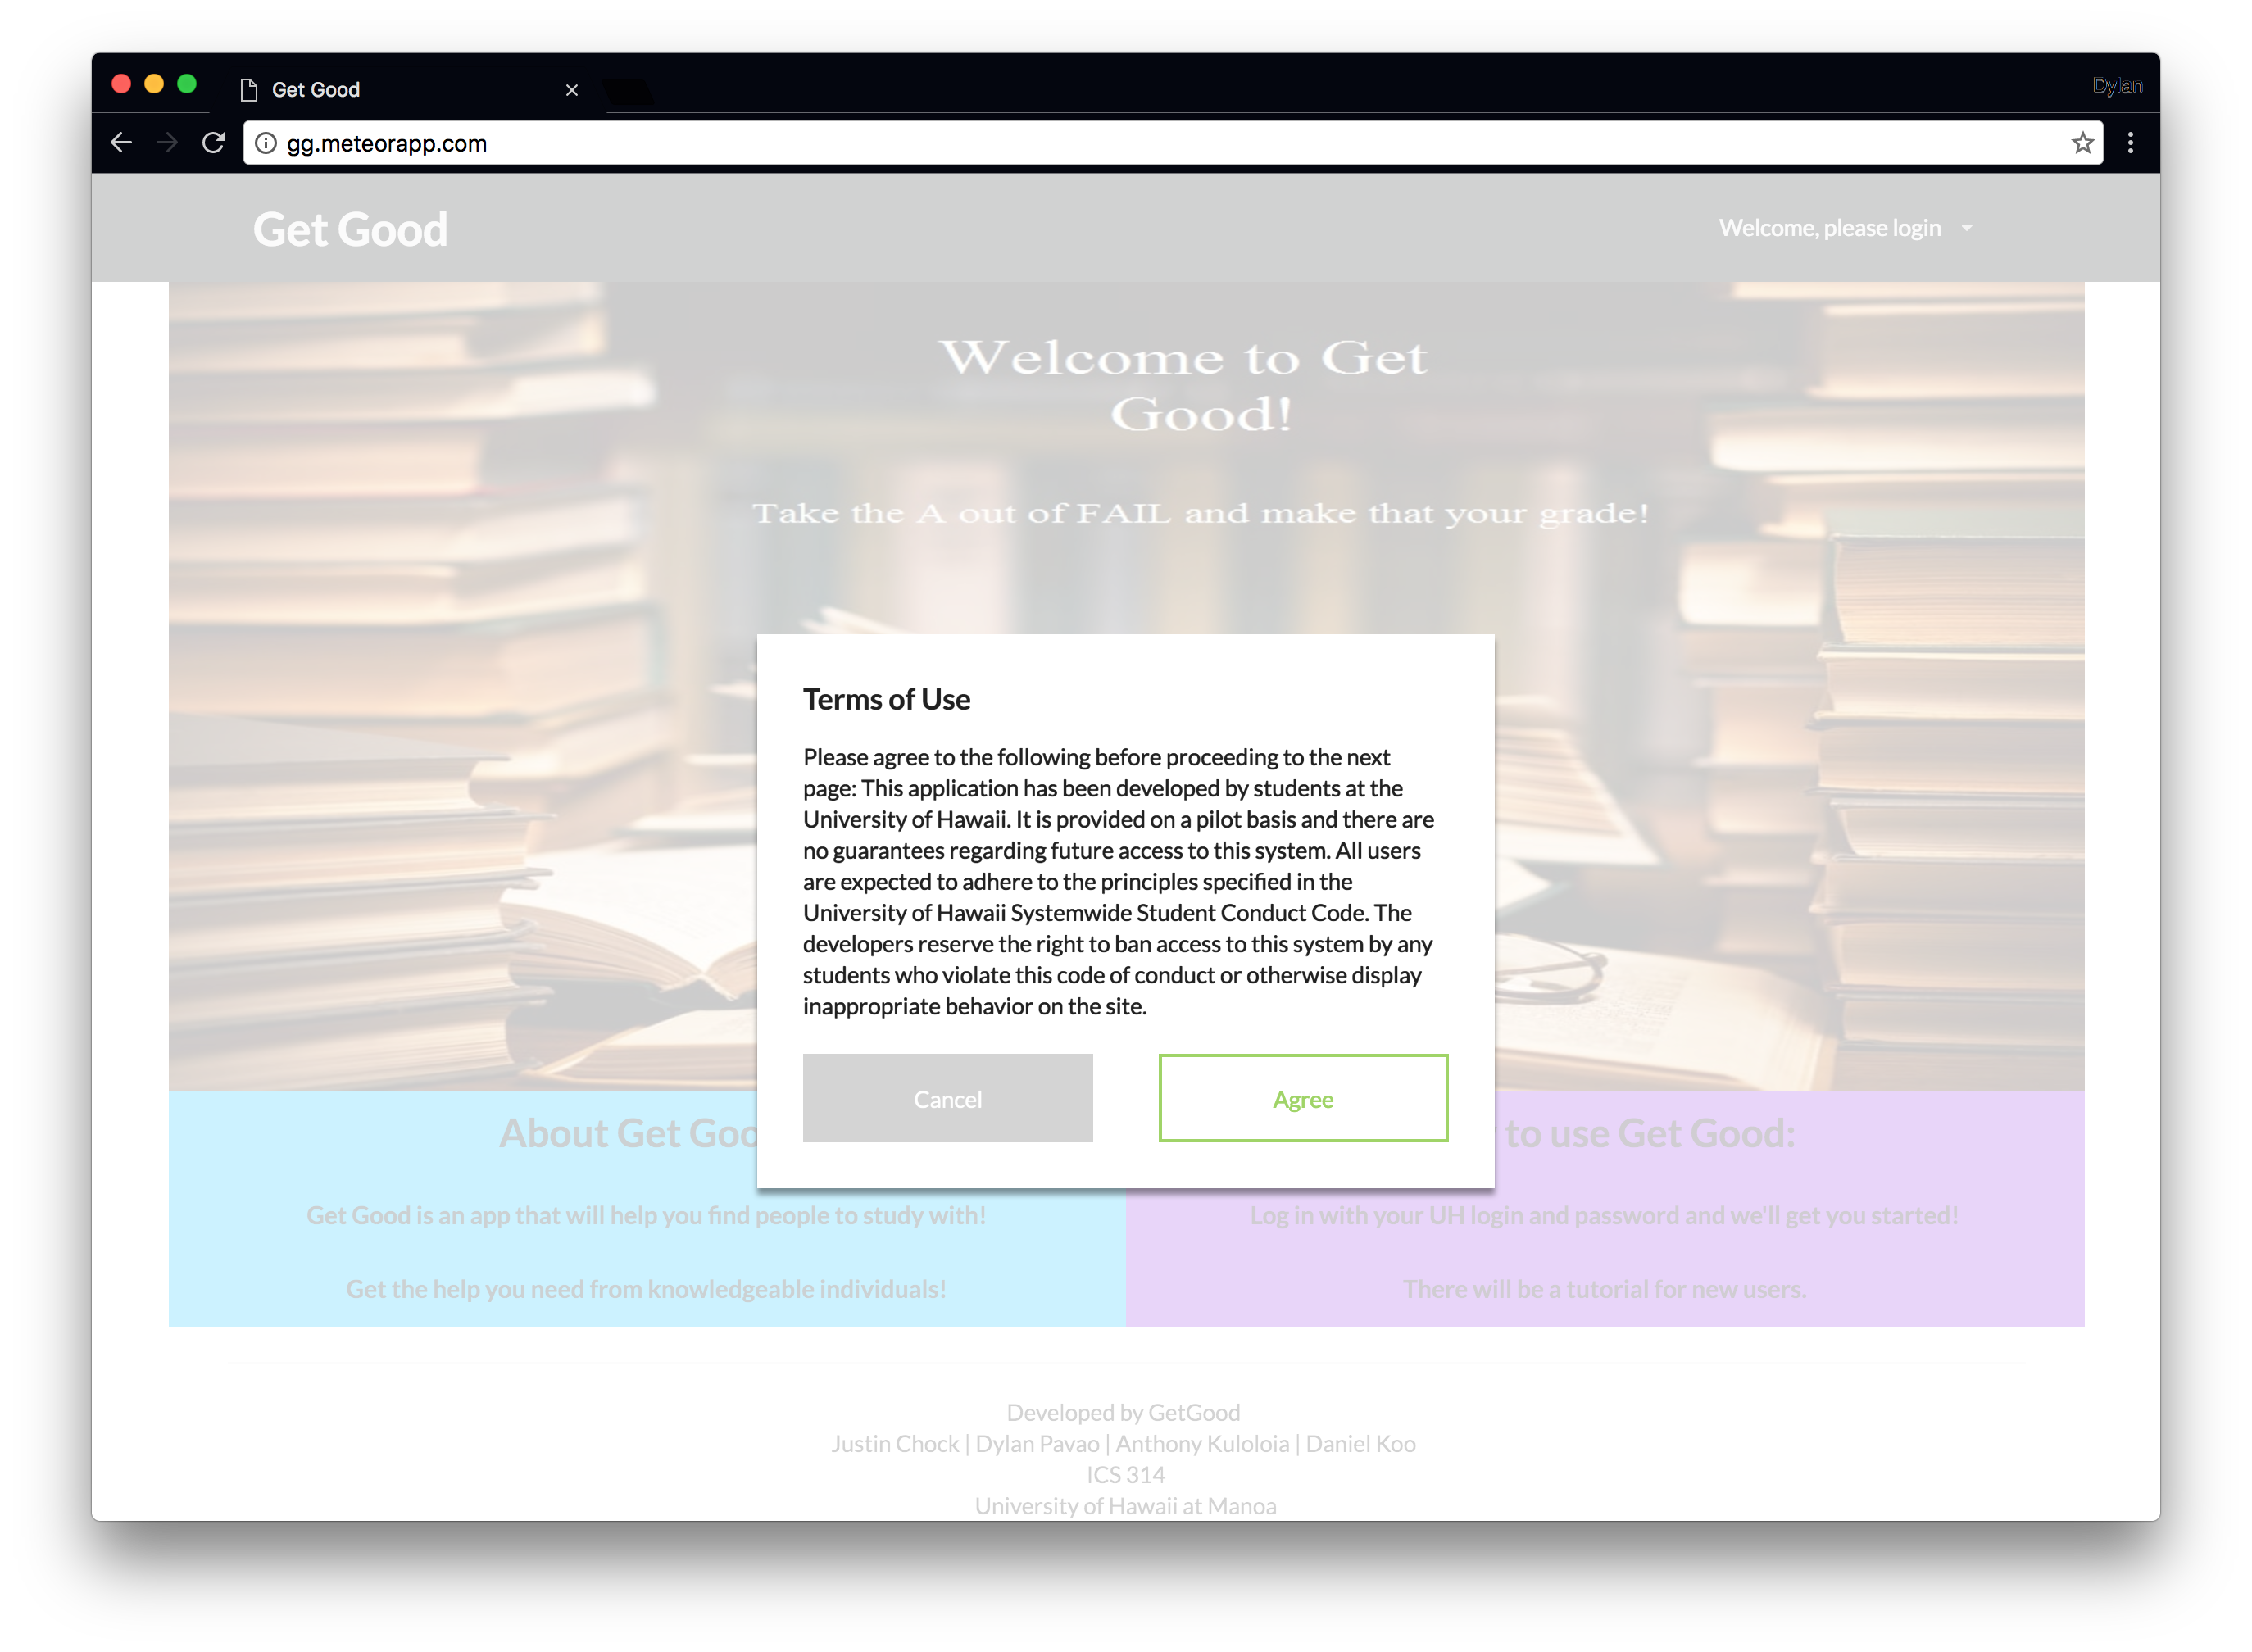 Get Good
Dylan
gg.meteorapp.com
Get Good
Welcome, please login
Welcome to Get
Good!
Take the A out of FAIL and make that your grade!
Terms of Use
Please agree to the following before proceeding to the next
page: This application has been developed by students at the
University of Hawaii. It is provided on a pilot basis and there are
no guarantees regarding future access to this system. All users
are expected to adhere to the principles specified in the
University of Hawaii Systemwide Student Conduct Code. The
developers reserve the right to ban access to this system by any
students who violate this code of conduct or otherwise display
inappropriate behavior on the site.
Cancel
Agree
About Get Goo
Get Good is an app that will help you find people to study with!
Get the help you need from knowledgeable individuals!
to use Get Good:
Log in with your UH login and password and we'll get you started!
There will be a tutorial for new users.
Developed by GetGood
Justin Chock | Dylan Pavao | Anthony Kuloloia | Daniel Koo
ICS 314
University of Hawaii at Manoa